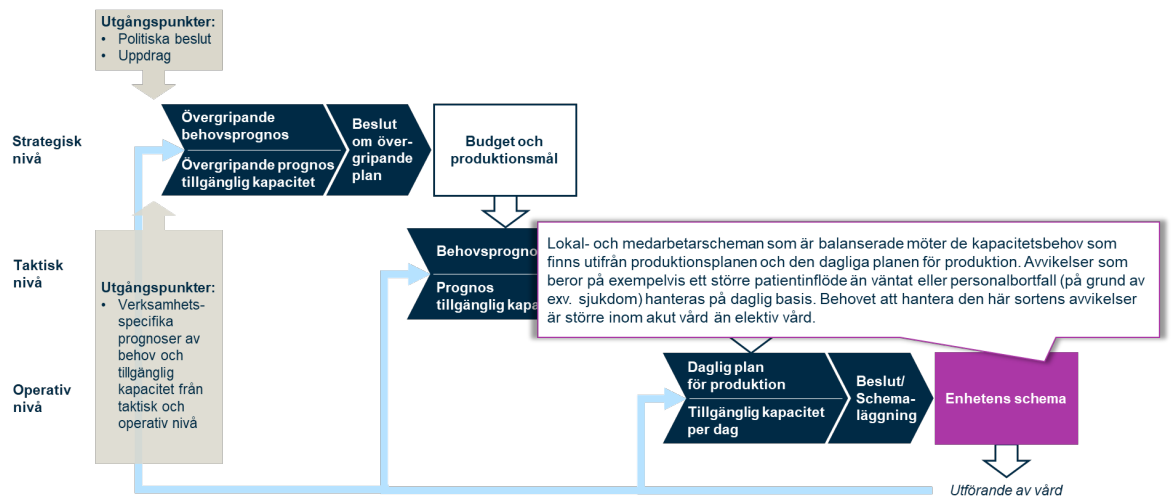 Utgångspunkter:
• Politiska beslut
• Uppdrag
Strategisk
nivå
Övergripande
behovsprognos
Övergripande prognos
tillgänglig kapacitet
Beslut
om över-
gripande
plan
Budget och
produktionsmål
Taktisk
nivå
Utgångspunkter:
• Verksamhets-
specifika
prognoser av
behov och
tillgänglig
kapacitet från
taktisk och
operativ nivå
Behovsprogno
Prognos
tillgänglig kapa
Lokal- och medarbetarscheman som är balanserade möter de kapacitetsbehov som
finns utifrån produktionsplanen och den dagliga planen för produktion. Avvikelser som
beror på exempelvis ett större patientinflöde än väntat eller personalbortfall (på grund av
exv. sjukdom) hanteras på daglig basis. Behovet att hantera den här sortens avvikelser
är större inom akut vård än elektiv vård.
Operativ
nivå
Daglig plan
för produktion
Tillgänglig kapacitet
per dag
Beslut/
Schema-
läggning
Enhetens schema
Utförande av vård